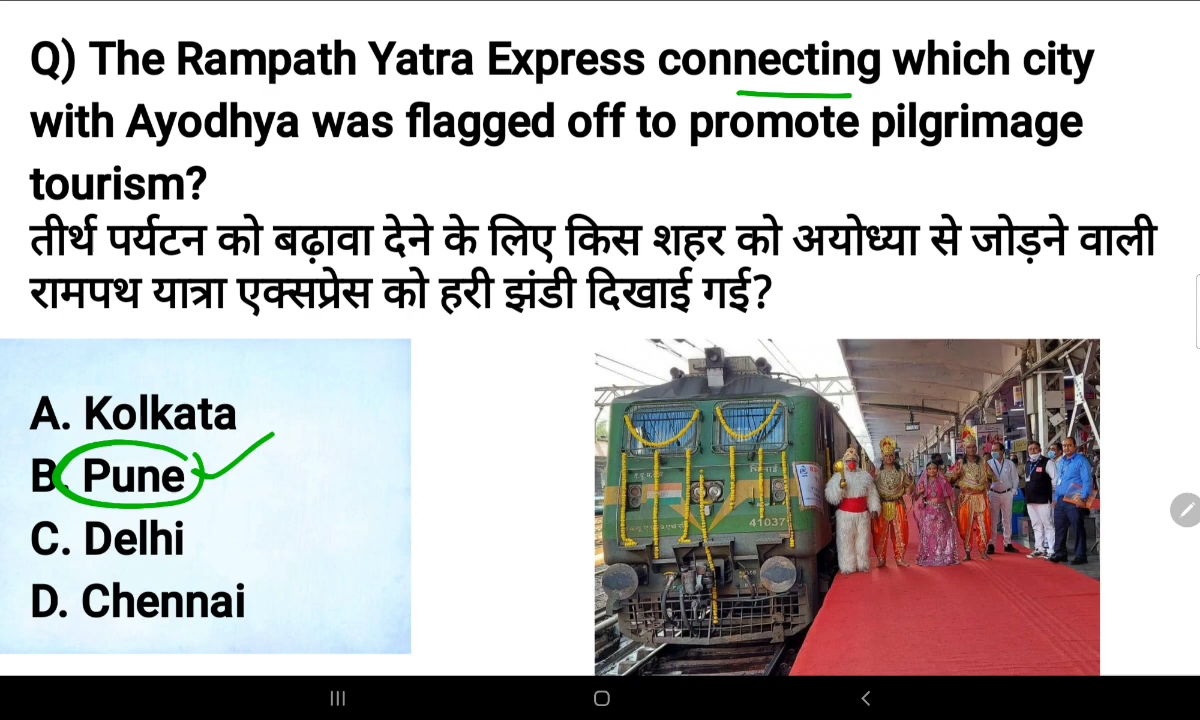 Q) The Rampath Yatra Express connecting which city
with Ayodhya was flagged off to promote pilgrimage
tourism?
तीर्थ पर्यटन को बढ़ावा देने के लिए किस शहर को अयोध्या से जोड़ने वाली
रामपथ यात्रा एक्सप्रेस को हरी झंडी दिखाई गई?
A. Kolkata
B. Pune
C. Delhi
D. Chennai
41037